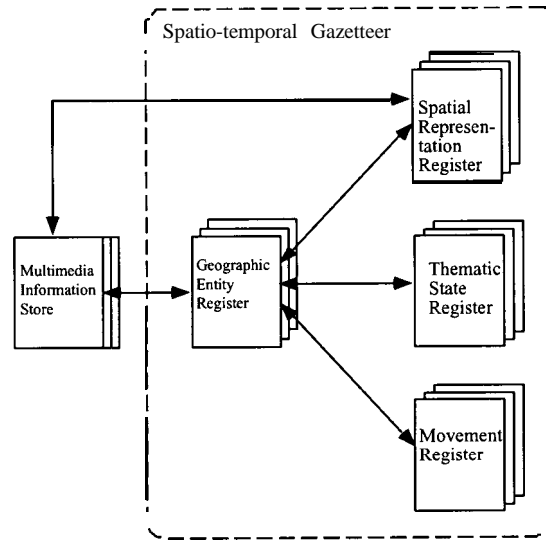 Spatio-temporal Gazetteer
Spatial
Represen-
tation
Register
Multimedia
Information
Store
Geographic
Entity
Register
Thematic
State
Register
Movement
Register